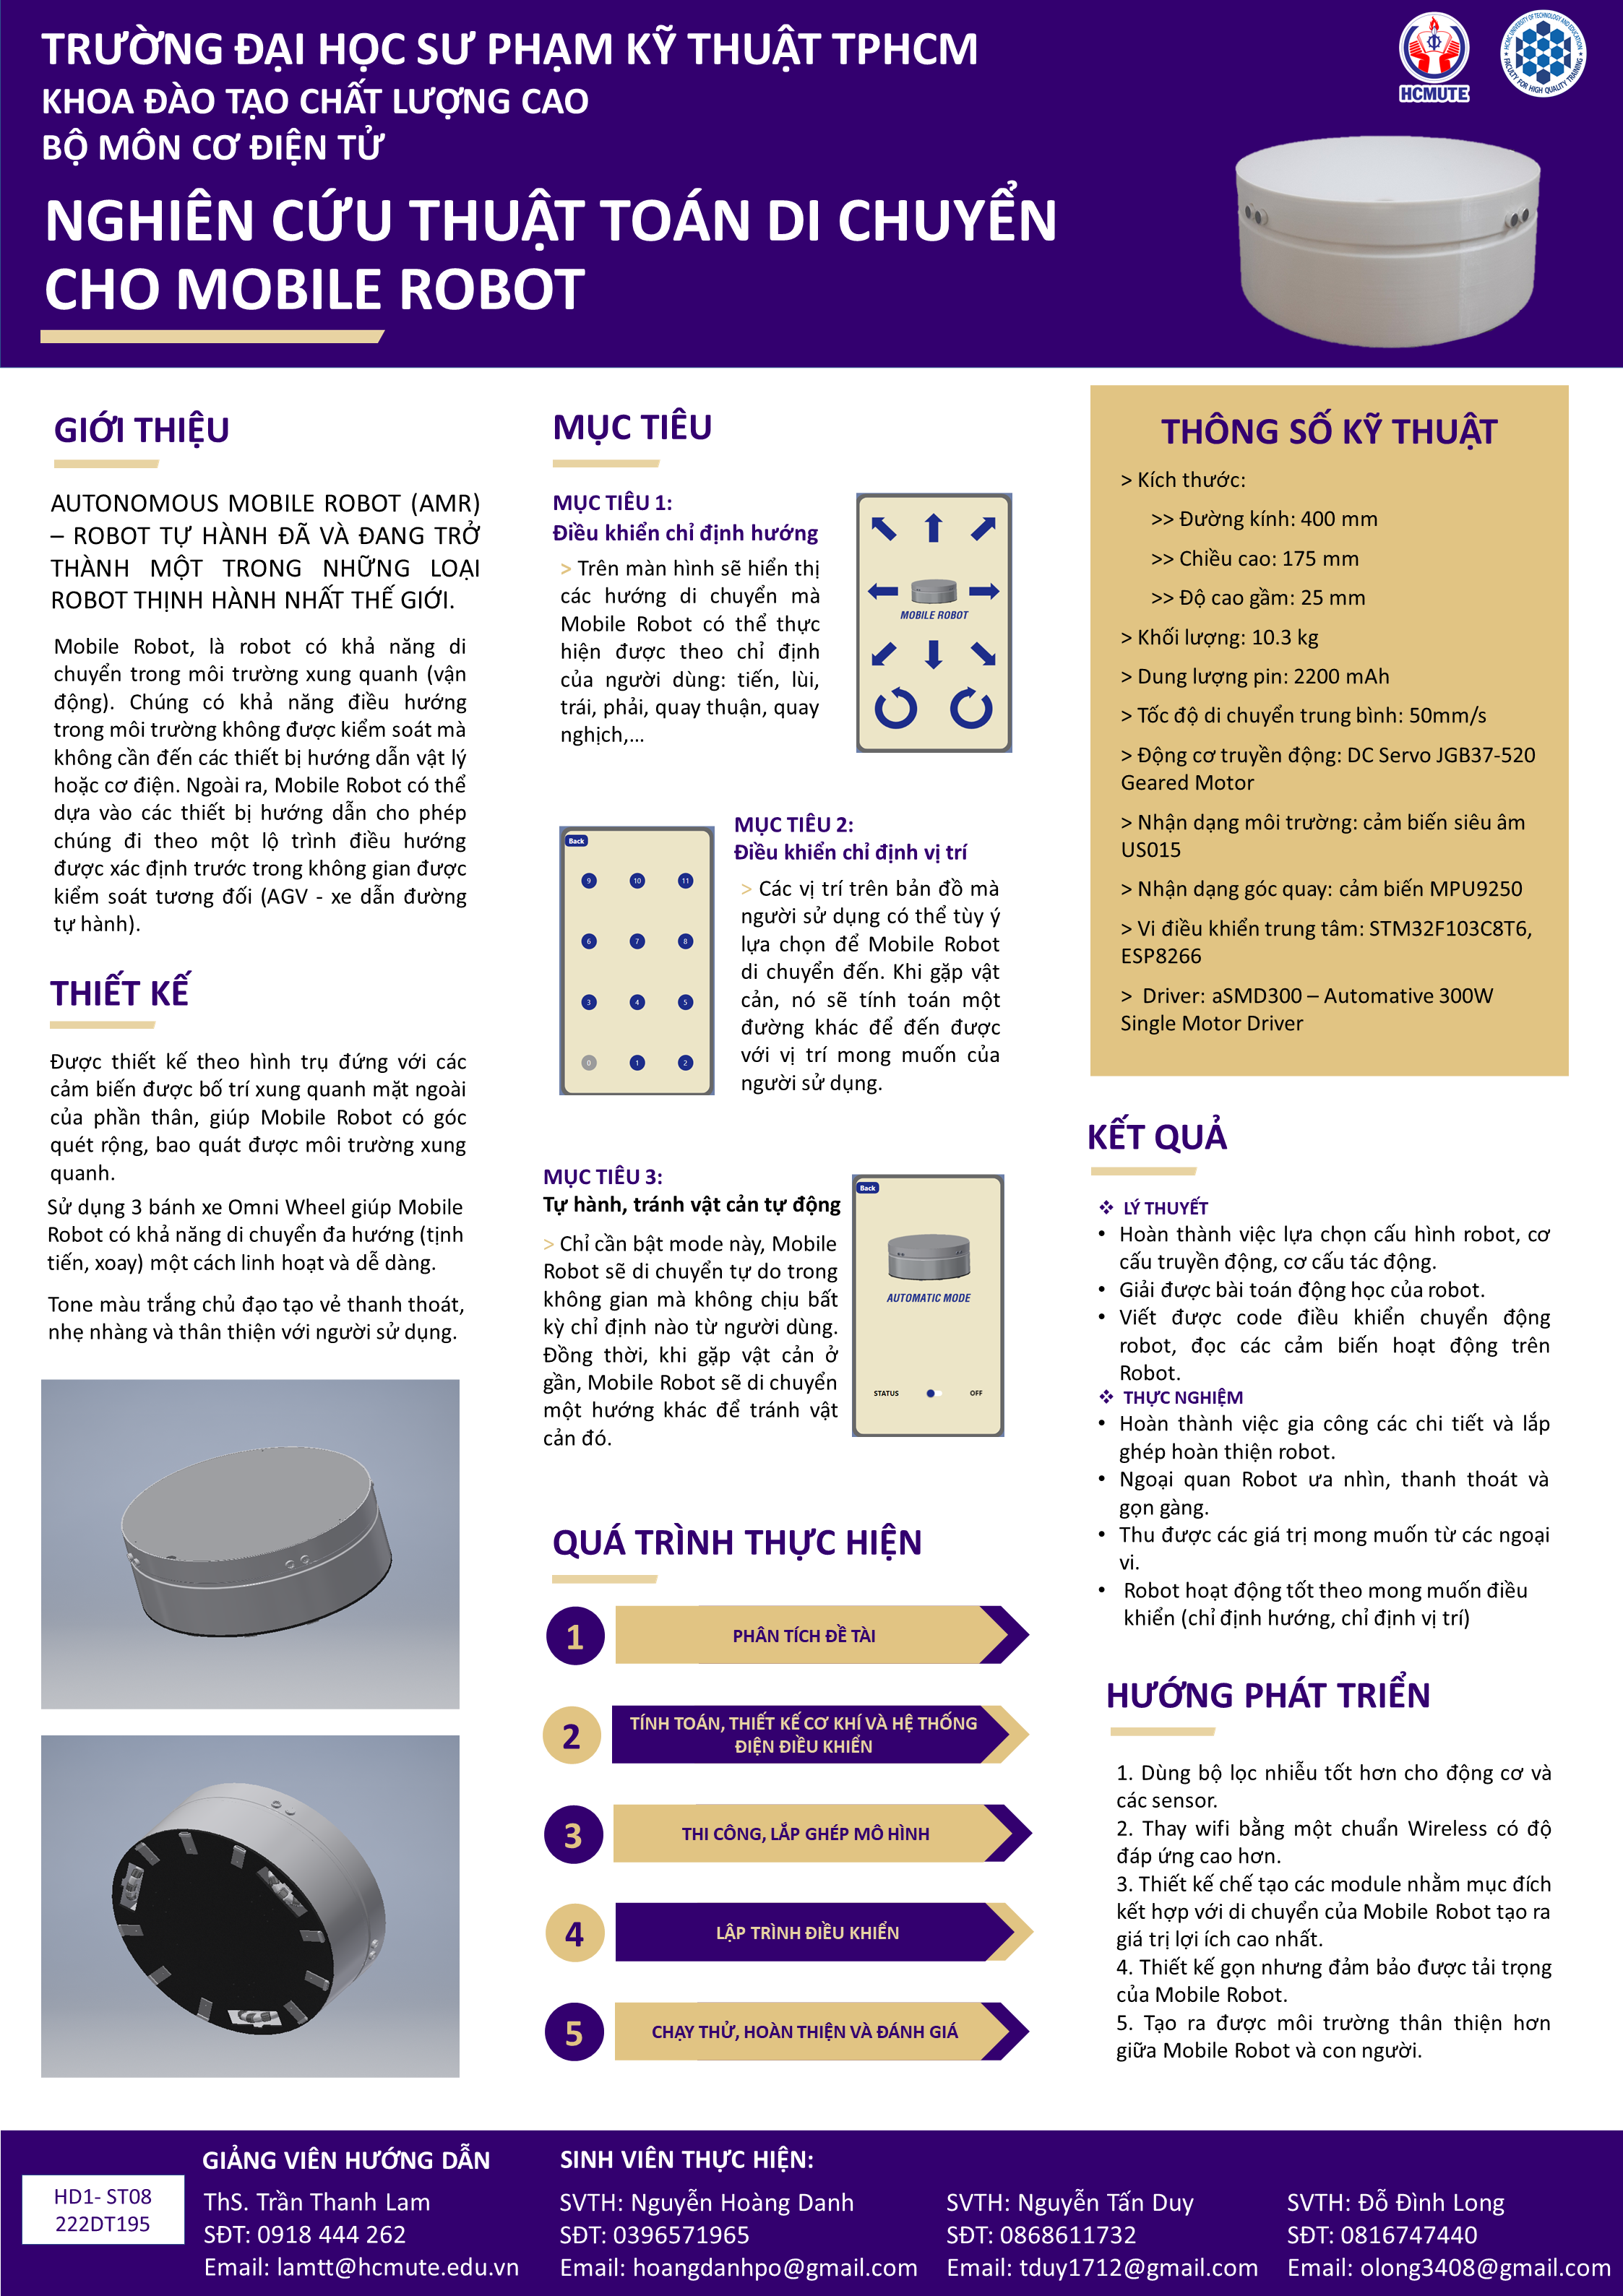 TRƯỜNG ĐẠI HỌC SƯ PHẠM KỸ THUẬT TPHCM
KHOA ĐÀO TẠO CHẤT LƯỢNG CAO
BỘ MÔN CƠ ĐIỆN TỬ
NGHIÊN CỨU THUẬT TOÁN DI CHUYỂN
CHO MOBILE ROBOT
HCMUTE
HCMC UNIVERSITY OF TECHNOLOGY AND EDUCATION
FACULTY FOR HIGH QUALITY TRAINING
GIỚI THIỆU
AUTONOMOUS MOBILE ROBOT (AMR)
– ROBOT TỰ HÀNH ĐÃ VÀ ĐANG TRỞ
THÀNH MỘT TRONG NHỮNG LOẠI
ROBOT THỊNH HÀNH NHẤT THẾ GIỚI.
Mobile Robot, là robot có khả năng di
chuyển trong môi trường xung quanh (vận
động). Chúng có khả năng điều hướng
trong môi trường không được kiểm soát mà
không cần đến các thiết bị hướng dẫn vật lý
hoặc cơ điện. Ngoài ra, Mobile Robot có thể
dựa vào các thiết bị hướng dẫn cho phép
chúng đi theo một lộ trình điều hướng
được xác định trước trong không gian được
kiểm soát tương đối (AGV - xe dẫn đường
tự hành).
THIẾT KẾ
Được thiết kế theo hình trụ đứng với các
cảm biến được bố trí xung quanh mặt ngoài
của phần thân, giúp Mobile Robot có góc
quét rộng, bao quát được môi trường xung
quanh.
Sử dụng 3 bánh xe Omni Wheel giúp Mobile
Robot có khả năng di chuyển đa hướng (tịnh
tiến, xoay) một cách linh hoạt và dễ dàng.
Tone màu trắng chủ đạo tạo vẻ thanh thoát,
nhẹ nhàng và thân thiện với người sử dụng.
MỤC TIÊU
MỤC TIÊU 1:
Điều khiển chỉ định hướng
> Trên màn hình sẽ hiển thị
các hướng di chuyển mà
Mobile Robot có thể thực
hiện được theo chỉ định
của người dùng: tiến, lùi,
trái, phải, quay thuận, quay
nghịch,...
MOBILE ROBOT
Back
9 10 11
6 7 8
3 4 5
0 1 2
MỤC TIÊU 2:
Điều khiển chỉ định vị trí
> Các vị trí trên bản đồ mà
người sử dụng có thể tùy ý
lựa chọn để Mobile Robot
di chuyển đến. Khi gặp vật
cản, nó sẽ tính toán một
đường khác để đến được
với vị trí mong muốn của
người sử dụng.
MỤC TIÊU 3:
Tự hành, tránh vật cản tự động
> Chỉ cần bật mode này, Mobile
Robot sẽ di chuyển tự do trong
không gian mà không chịu bất
kỳ chỉ định nào từ người dùng.
Đồng thời, khi gặp vật cản ở
gần, Mobile Robot sẽ di chuyển
một hướng khác để tránh vật
cản đó.
Back
AUTOMATIC MODE
STATUS OFF
QUÁ TRÌNH THỰC HIỆN
1 PHÂN TÍCH ĐỀ TÀI
2 TÍNH TOÁN, THIẾT KẾ CƠ KHÍ VÀ HỆ THỐNG
ĐIỆN ĐIỀU KHIỂN
3 THI CÔNG, LẮP GHÉP MÔ HÌNH
4 LẬP TRÌNH ĐIỀU KHIỂN
5 CHẠY THỬ, HOÀN THIỆN VÀ ĐÁNH GIÁ
THÔNG SỐ KỸ THUẬT
> Kích thước:
>> Đường kính: 400 mm
>> Chiều cao: 175 mm
>> Độ cao gầm: 25 mm
> Khối lượng: 10.3 kg
> Dung lượng pin: 2200 mAh
> Tốc độ di chuyển trung bình: 50mm/s
> Động cơ truyền động: DC Servo JGB37-520
Geared Motor
> Nhận dạng môi trường: cảm biến siêu âm
US015
> Nhận dạng góc quay: cảm biến MPU9250
> Vi điều khiển trung tâm: STM32F103C8T6,
ESP8266
> Driver: aSMD300 – Automative 300W
Single Motor Driver
KẾT QUẢ
❖ LÝ THUYẾT
• Hoàn thành việc lựa chọn cấu hình robot, cơ
cấu truyền động, cơ cấu tác động.
• Giải được bài toán động học của robot.
• Viết được code điều khiển chuyển động
robot, đọc các cảm biến hoạt động trên
Robot.
❖ THỰC NGHIỆM
• Hoàn thành việc gia công các chi tiết và lắp
ghép hoàn thiện robot.
• Ngoại quan Robot ưa nhìn, thanh thoát và
gọn gàng.
• Thu được các giá trị mong muốn từ các ngoại
vi.
• Robot hoạt động tốt theo mong muốn điều
khiển (chỉ định hướng, chỉ định vị trí)
HƯỚNG PHÁT TRIỂN
1. Dùng bộ lọc nhiễu tốt hơn cho động cơ và
các sensor.
2. Thay wifi bằng một chuẩn Wireless có độ
đáp ứng cao hơn.
3. Thiết kế chế tạo các module nhằm mục đích
kết hợp với di chuyển của Mobile Robot tạo ra
giá trị lợi ích cao nhất.
4. Thiết kế gọn nhưng đảm bảo được tải trọng
của Mobile Robot.
5. Tạo ra được môi trường thân thiện hơn
giữa Mobile Robot và con người.
HD1- ST08
222DT195
GIẢNG VIÊN HƯỚNG DẪN
ThS. Trần Thanh Lam
SĐT: 0918 444 262
Email: lamtt@hcmute.edu.vn
SINH VIÊN THỰC HIỆN:
SVTH: Nguyễn Hoàng Danh
SĐT: 0396571965
Email: hoangdanhpo@gmail.com
SVTH: Nguyễn Tấn Duy
SĐT: 0868611732
Email: tduy1712@gmail.com
SVTH: Đỗ Đình Long
SĐT: 0816747440
Email: olong3408@gmail.com